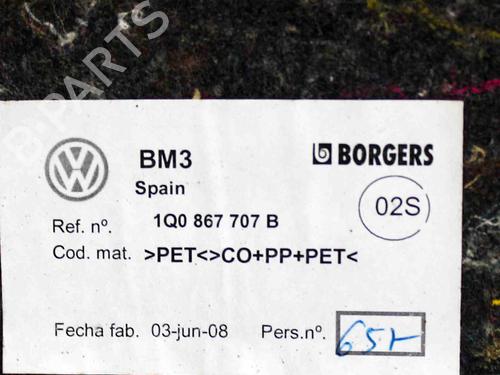 B-PARTS
BM3
BORGERS
Spain
02S
Ref. nº. 1Q0 867 707 B
Cod. mat. >PET<>CO+PP+PET<
Fecha fab. 03-jun-08 Pers.nº.